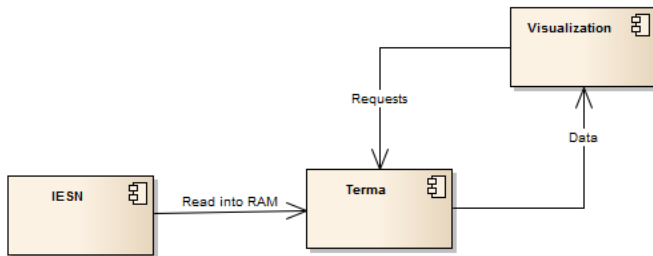 Visualization
Requests
Data
Terma
IESN
Read into RAM